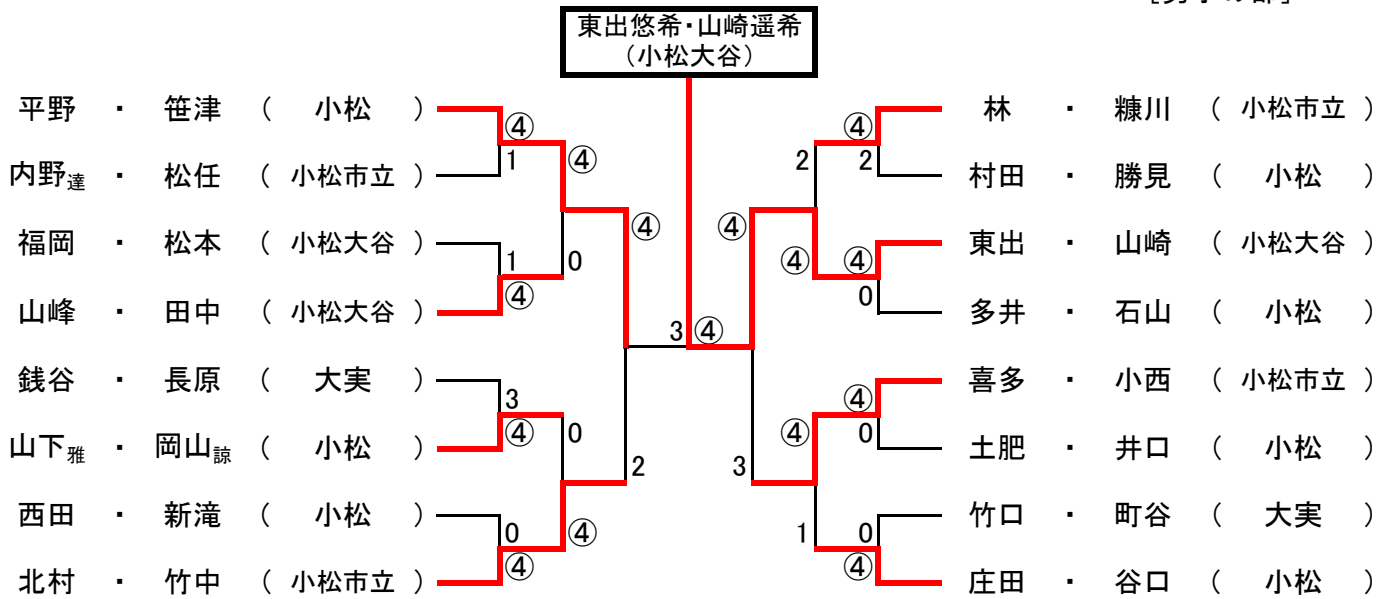 [男子の部]
東出悠希・山崎遥希
（小松大谷）
平野 ・ 笹津 （ 小松 ）
④
1
④
内野達 ・ 松任 （ 小松市立 ）
福岡 ・ 松本 （ 小松大谷 ）
1
④
0
山峰 ・ 田中 （ 小松大谷 ）
④
銭谷 ・ 長原 （ 大実 ）
3
④
0
山下雅 ・ 岡山諒 （ 小松 ）
2
西田 ・ 新滝 （ 小松 ）
0
④
④
北村 ・ 竹中 （ 小松市立 ）
3 ④
林 ・ 糠川 （ 小松市立 ）
④
2
2
村田 ・ 勝見 （ 小松 ）
④
東出 ・ 山崎 （ 小松大谷 ）
④ ④
0
多井 ・ 石山 （ 小松 ）
喜多 ・ 小西 （ 小松市立 ）
④
④
0
土肥 ・ 井口 （ 小松 ）
3
竹口 ・ 町谷 （ 大実 ）
1
0
④
庄田 ・ 谷口 （ 小松 ）